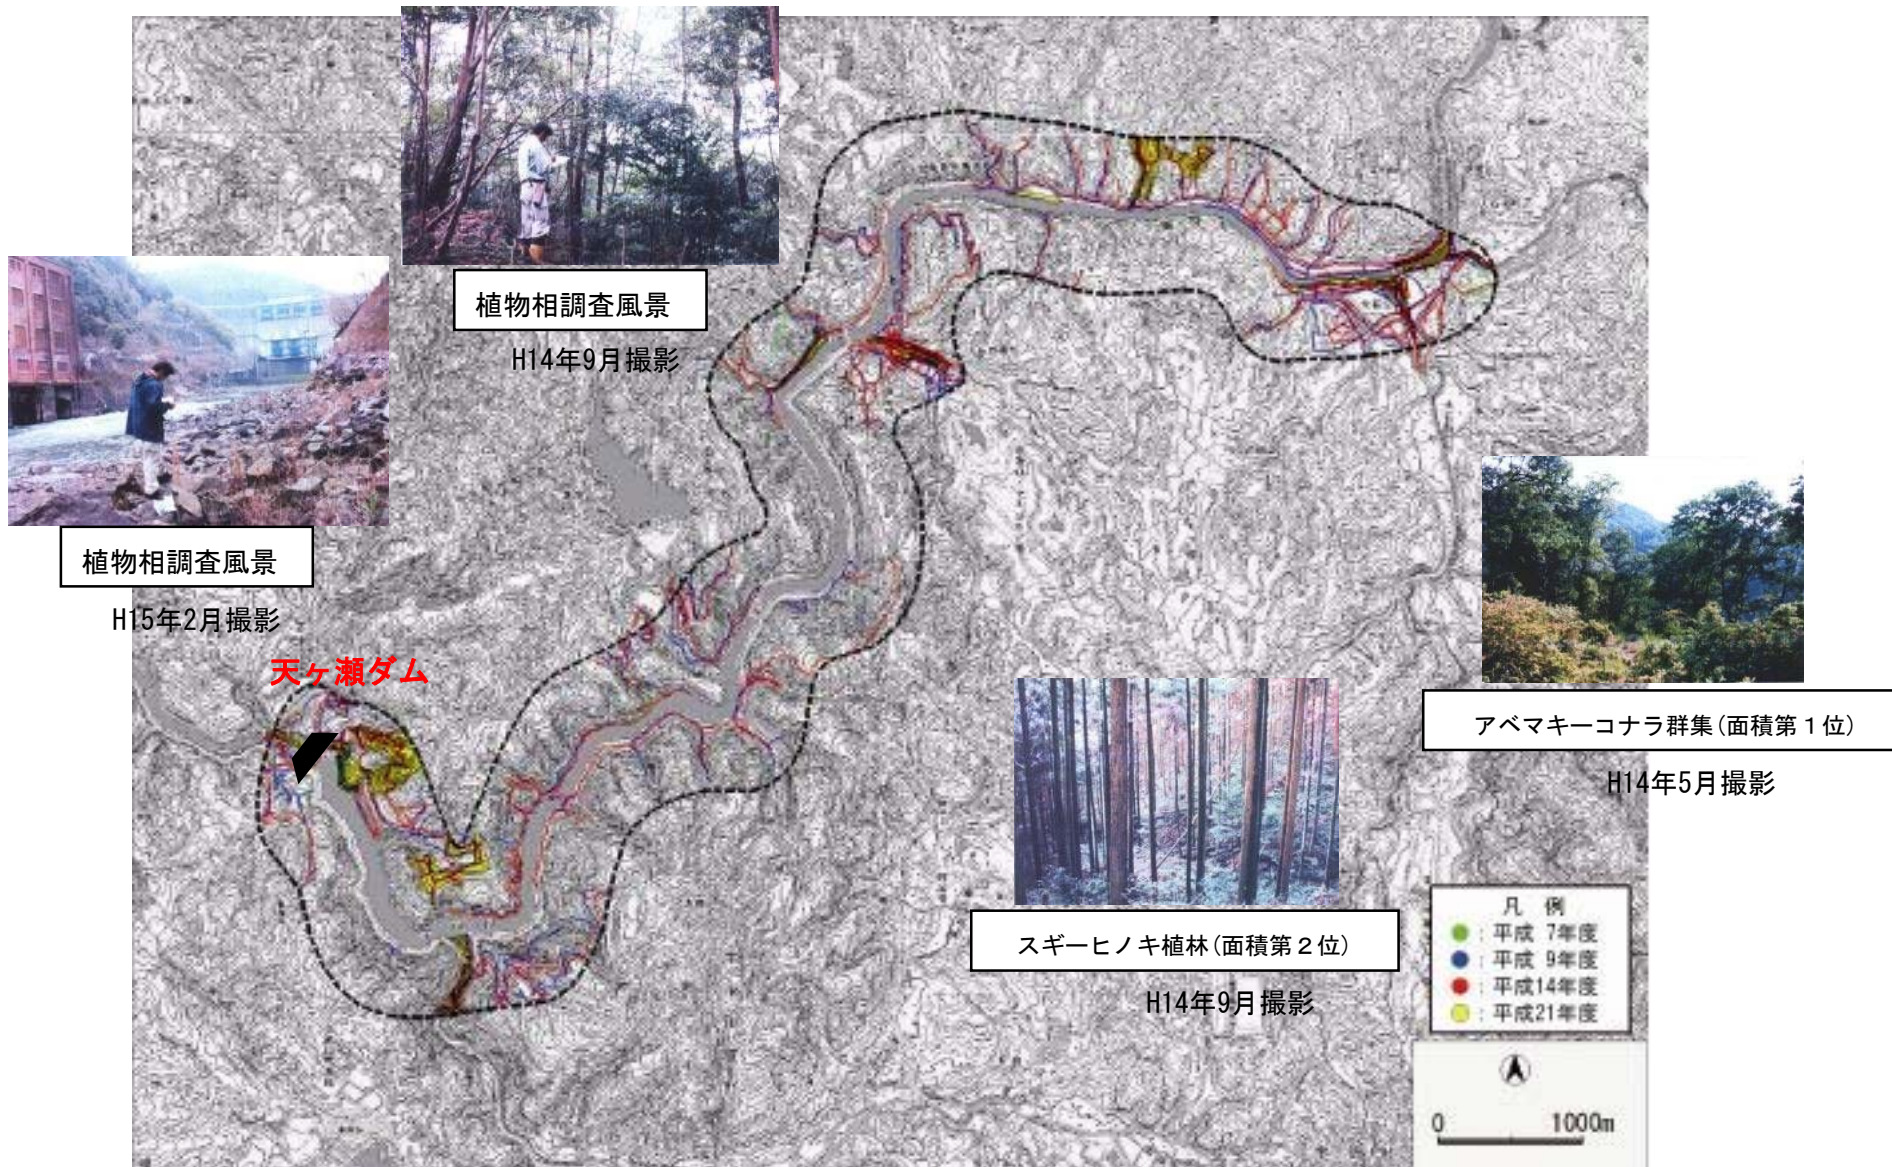 植物相調査風景
H14年9月撮影
植物相調査風景
H15年2月撮影
天ヶ瀬ダム
アベマキーコナラ群集(面積第１位)
H14年5月撮影
スギーヒノキ植林(面積第２位)
H14年9月撮影
凡 例
：平成 7年度
：平成 9年度
：平成14年度
：平成21年度
0 1000m